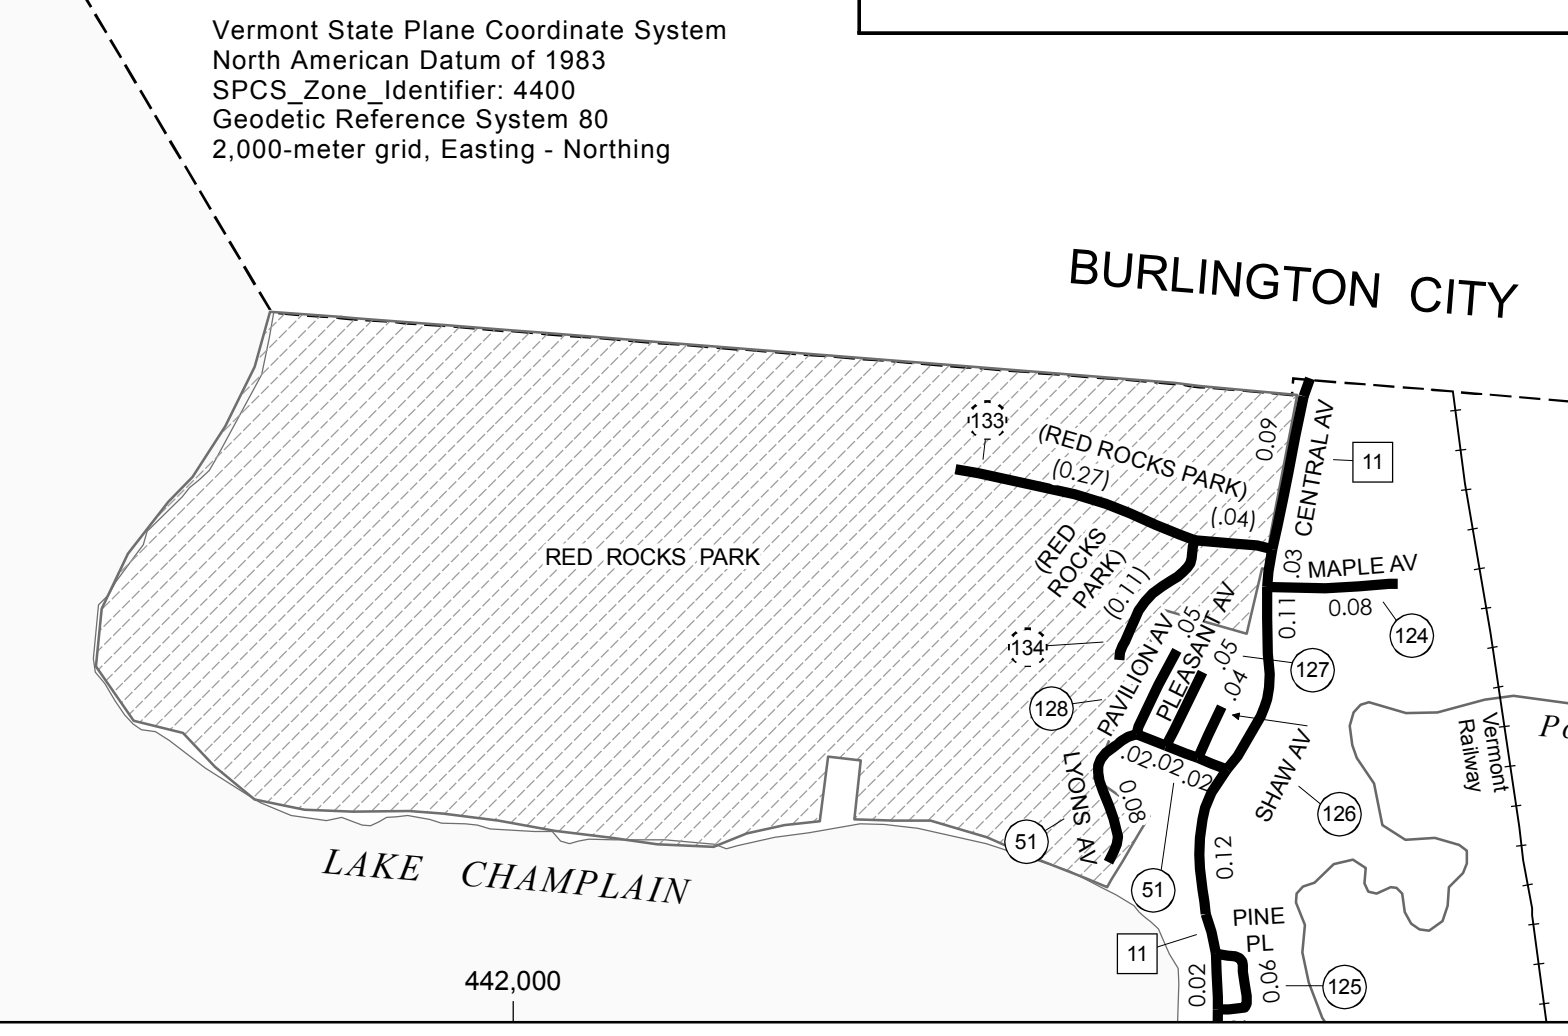 Vermont State Plane Coordinate System
North American Datum of 1983
SPCS_Zone_Identifier: 4400
Geodetic Reference System 80
2,000-meter grid, Easting - Northing
BURLINGTON CITY
133
(RED ROCKS PARK)
(0.27)
(.04)
0.09
CENTRAL AV
11
RED ROCKS PARK
(RED
ROCKS
PARK)
(0.11)
.03
MAPLE AV
0.11
0.08
124
134
.05
PLEASANT AV
.05
127
PAVILION AV
.04
128
.02
.02
.02
SHAW AV
126
Vermont
Railway
LYONS AV
0.08
51
51
0.12
LAKE CHAMPLAIN
PINE
PL
11
0.02
0.06
125
442,000